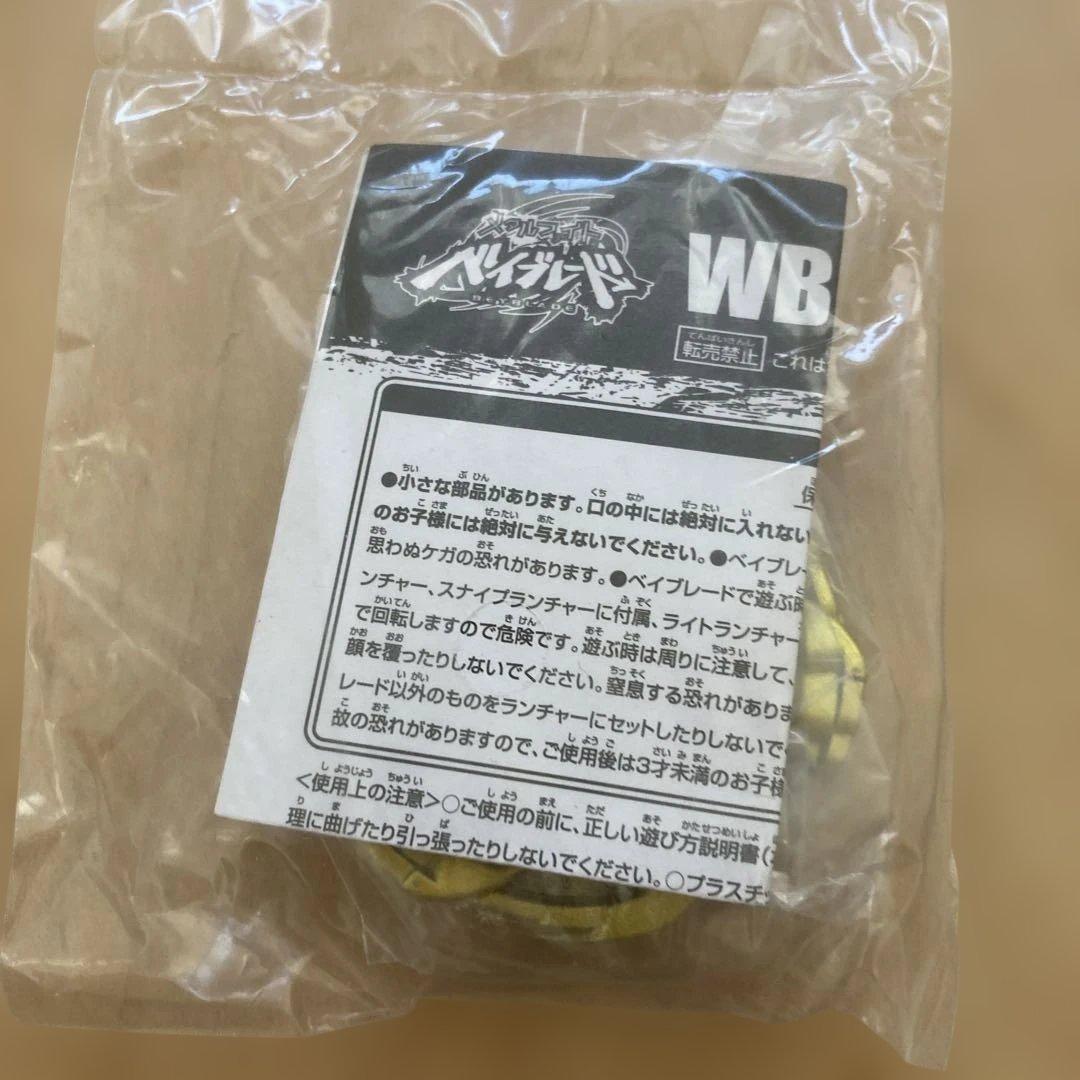 メタルファイト
ベイブレード
BEYBLADE
WB
てんばいきんし
転売禁止 これは
●小さな部品があります。口の中には絶対に入れない
のお子様には絶対に与えないでください。●ベイブレー
思わぬケガの恐れがあります。●ベイブレードで遊ぶ時
ンチャー、スナイプランチャーに付属、ライトランチャー
で回転しますので危険です。遊ぶ時は周りに注意して、
顔を覆ったりしないでください。窒息する恐れがありま
レード以外のものをランチャーにセットしたりしないで
故の恐れがありますので、ご使用後は3才未満のお子様
<使用上の注意>○ご使用の前に、正しい遊び方説明書(
理に曲げたり引っ張ったりしないでください。○プラスチッ